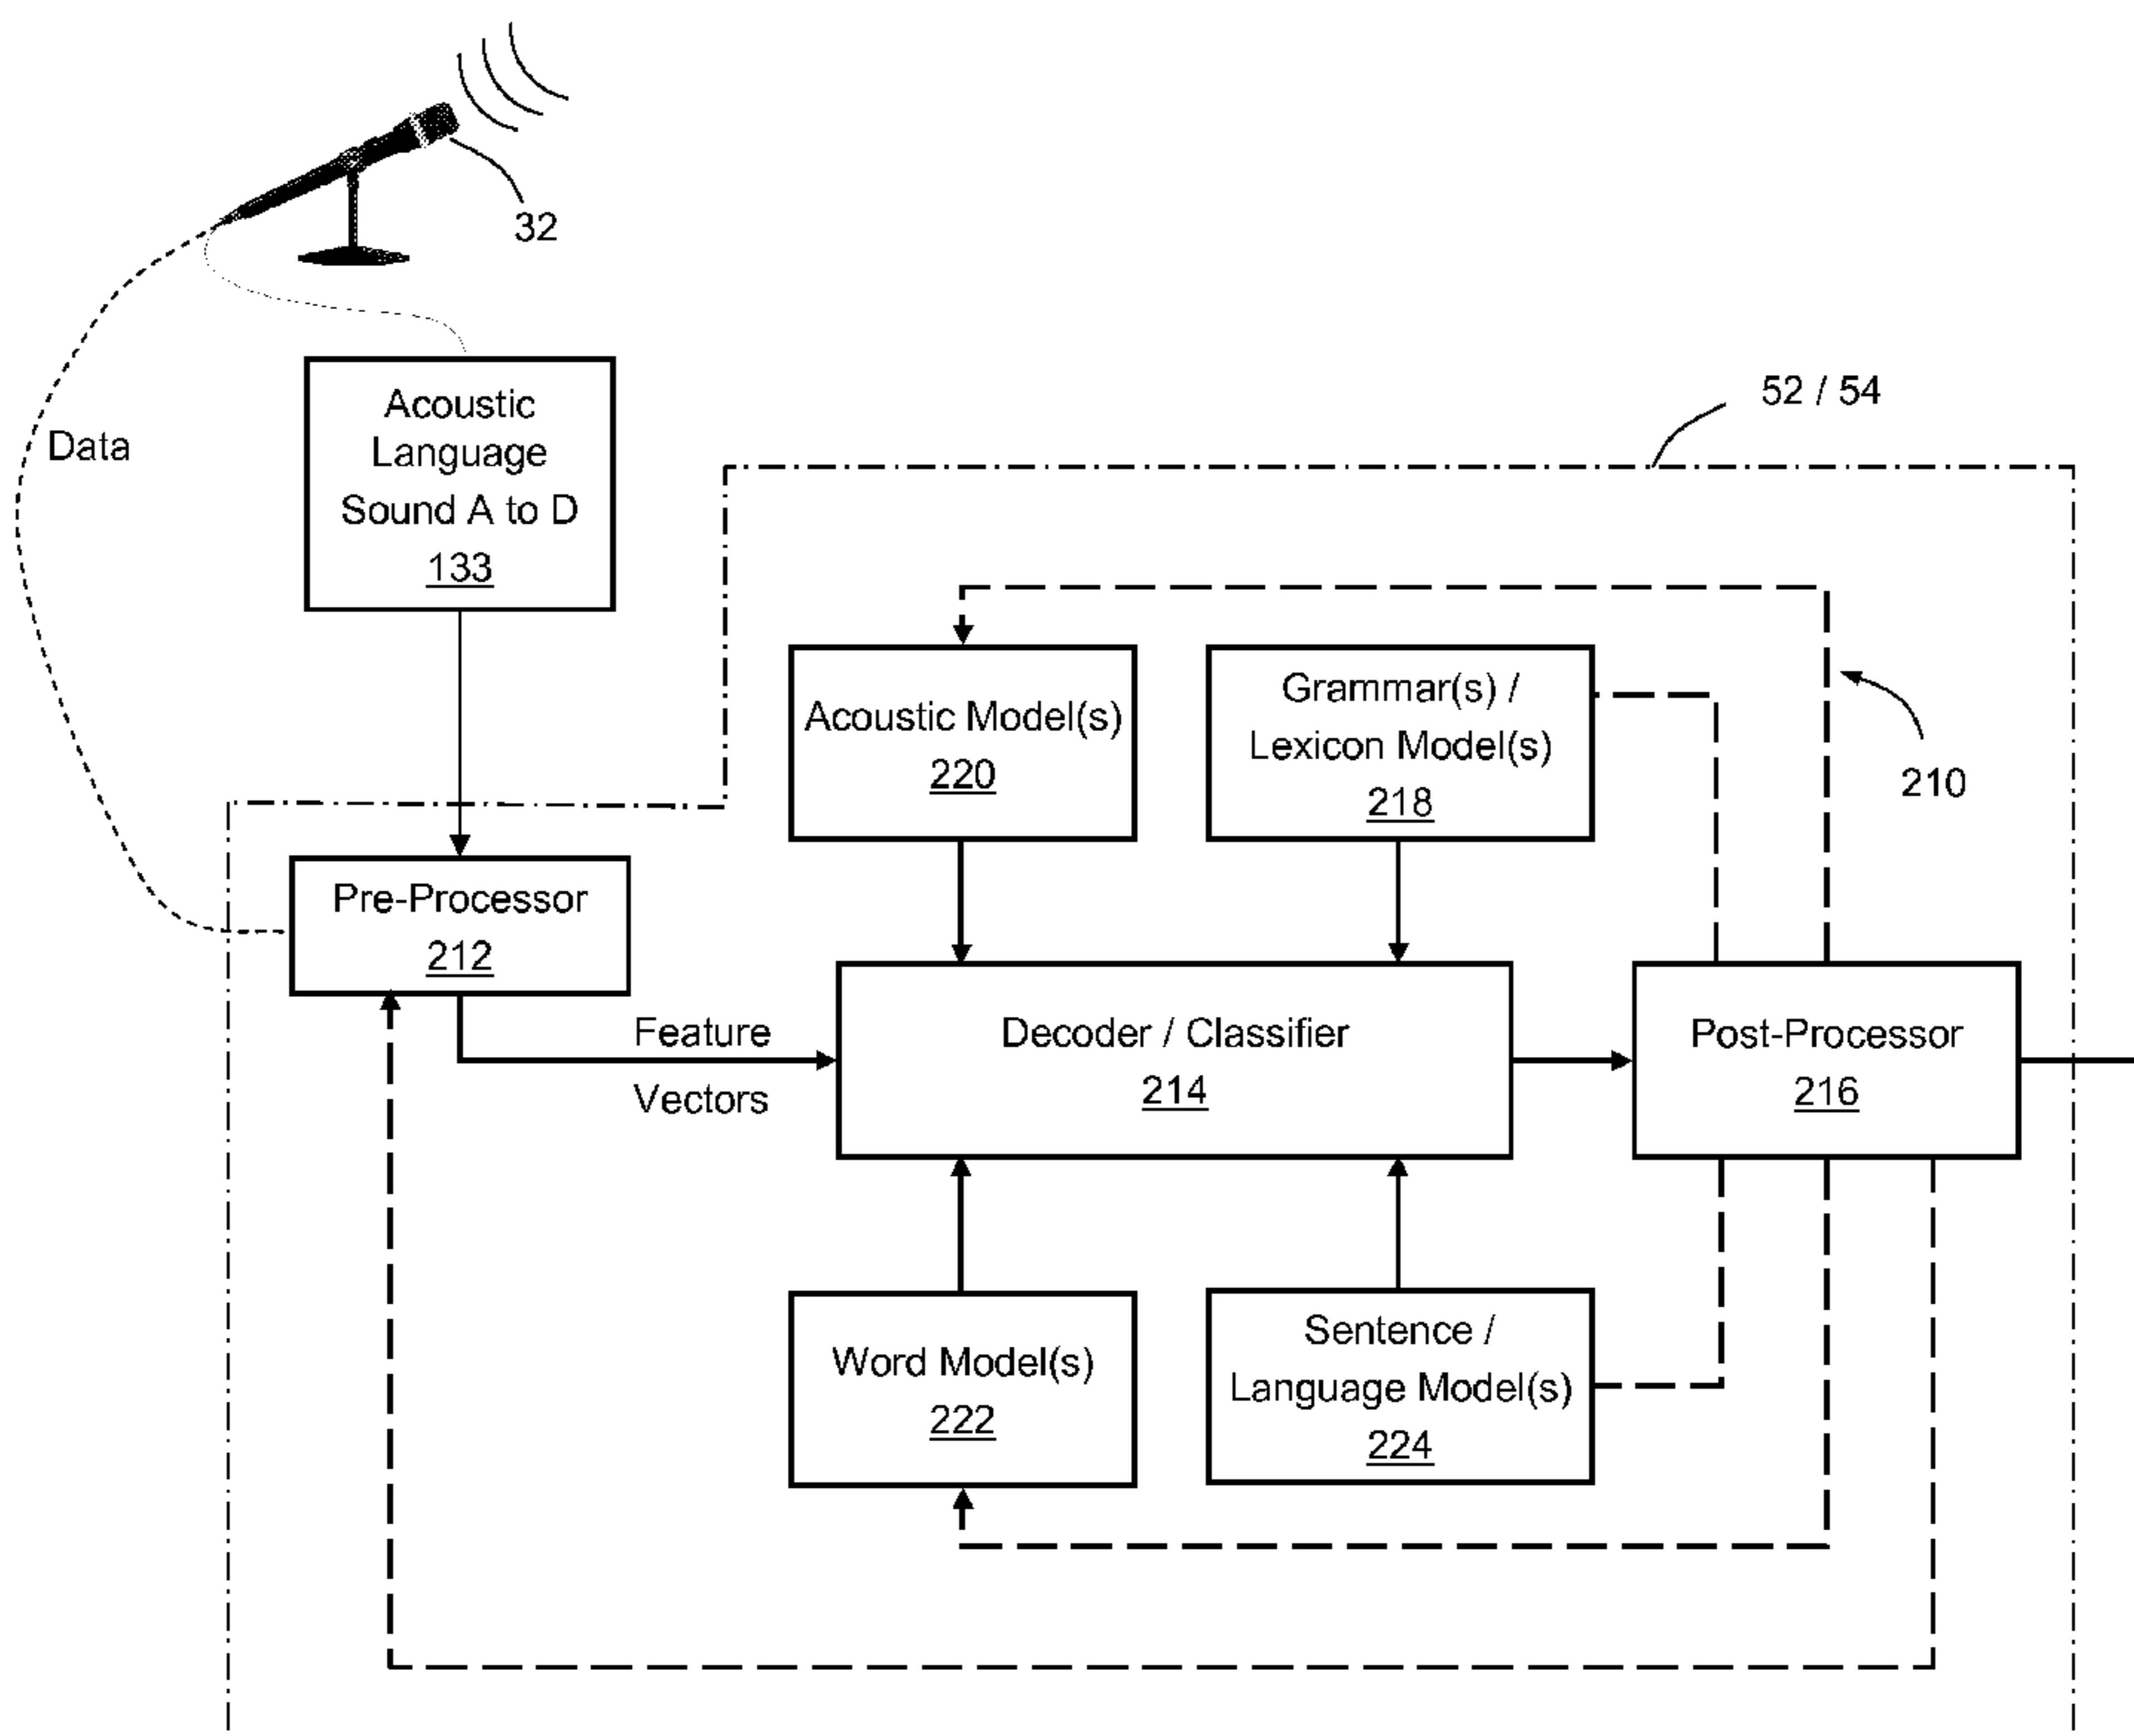 32
Data
Acoustic
Language
Sound A to D
133
52 / 54
Acoustic Model(s)
220
Grammar(s) /
Lexicon Model(s)
218
210
Pre-Processor
212
Feature
Vectors
Decoder / Classifier
214
Post-Processor
216
Word Model(s)
222
Sentence /
Language Model(s)
224